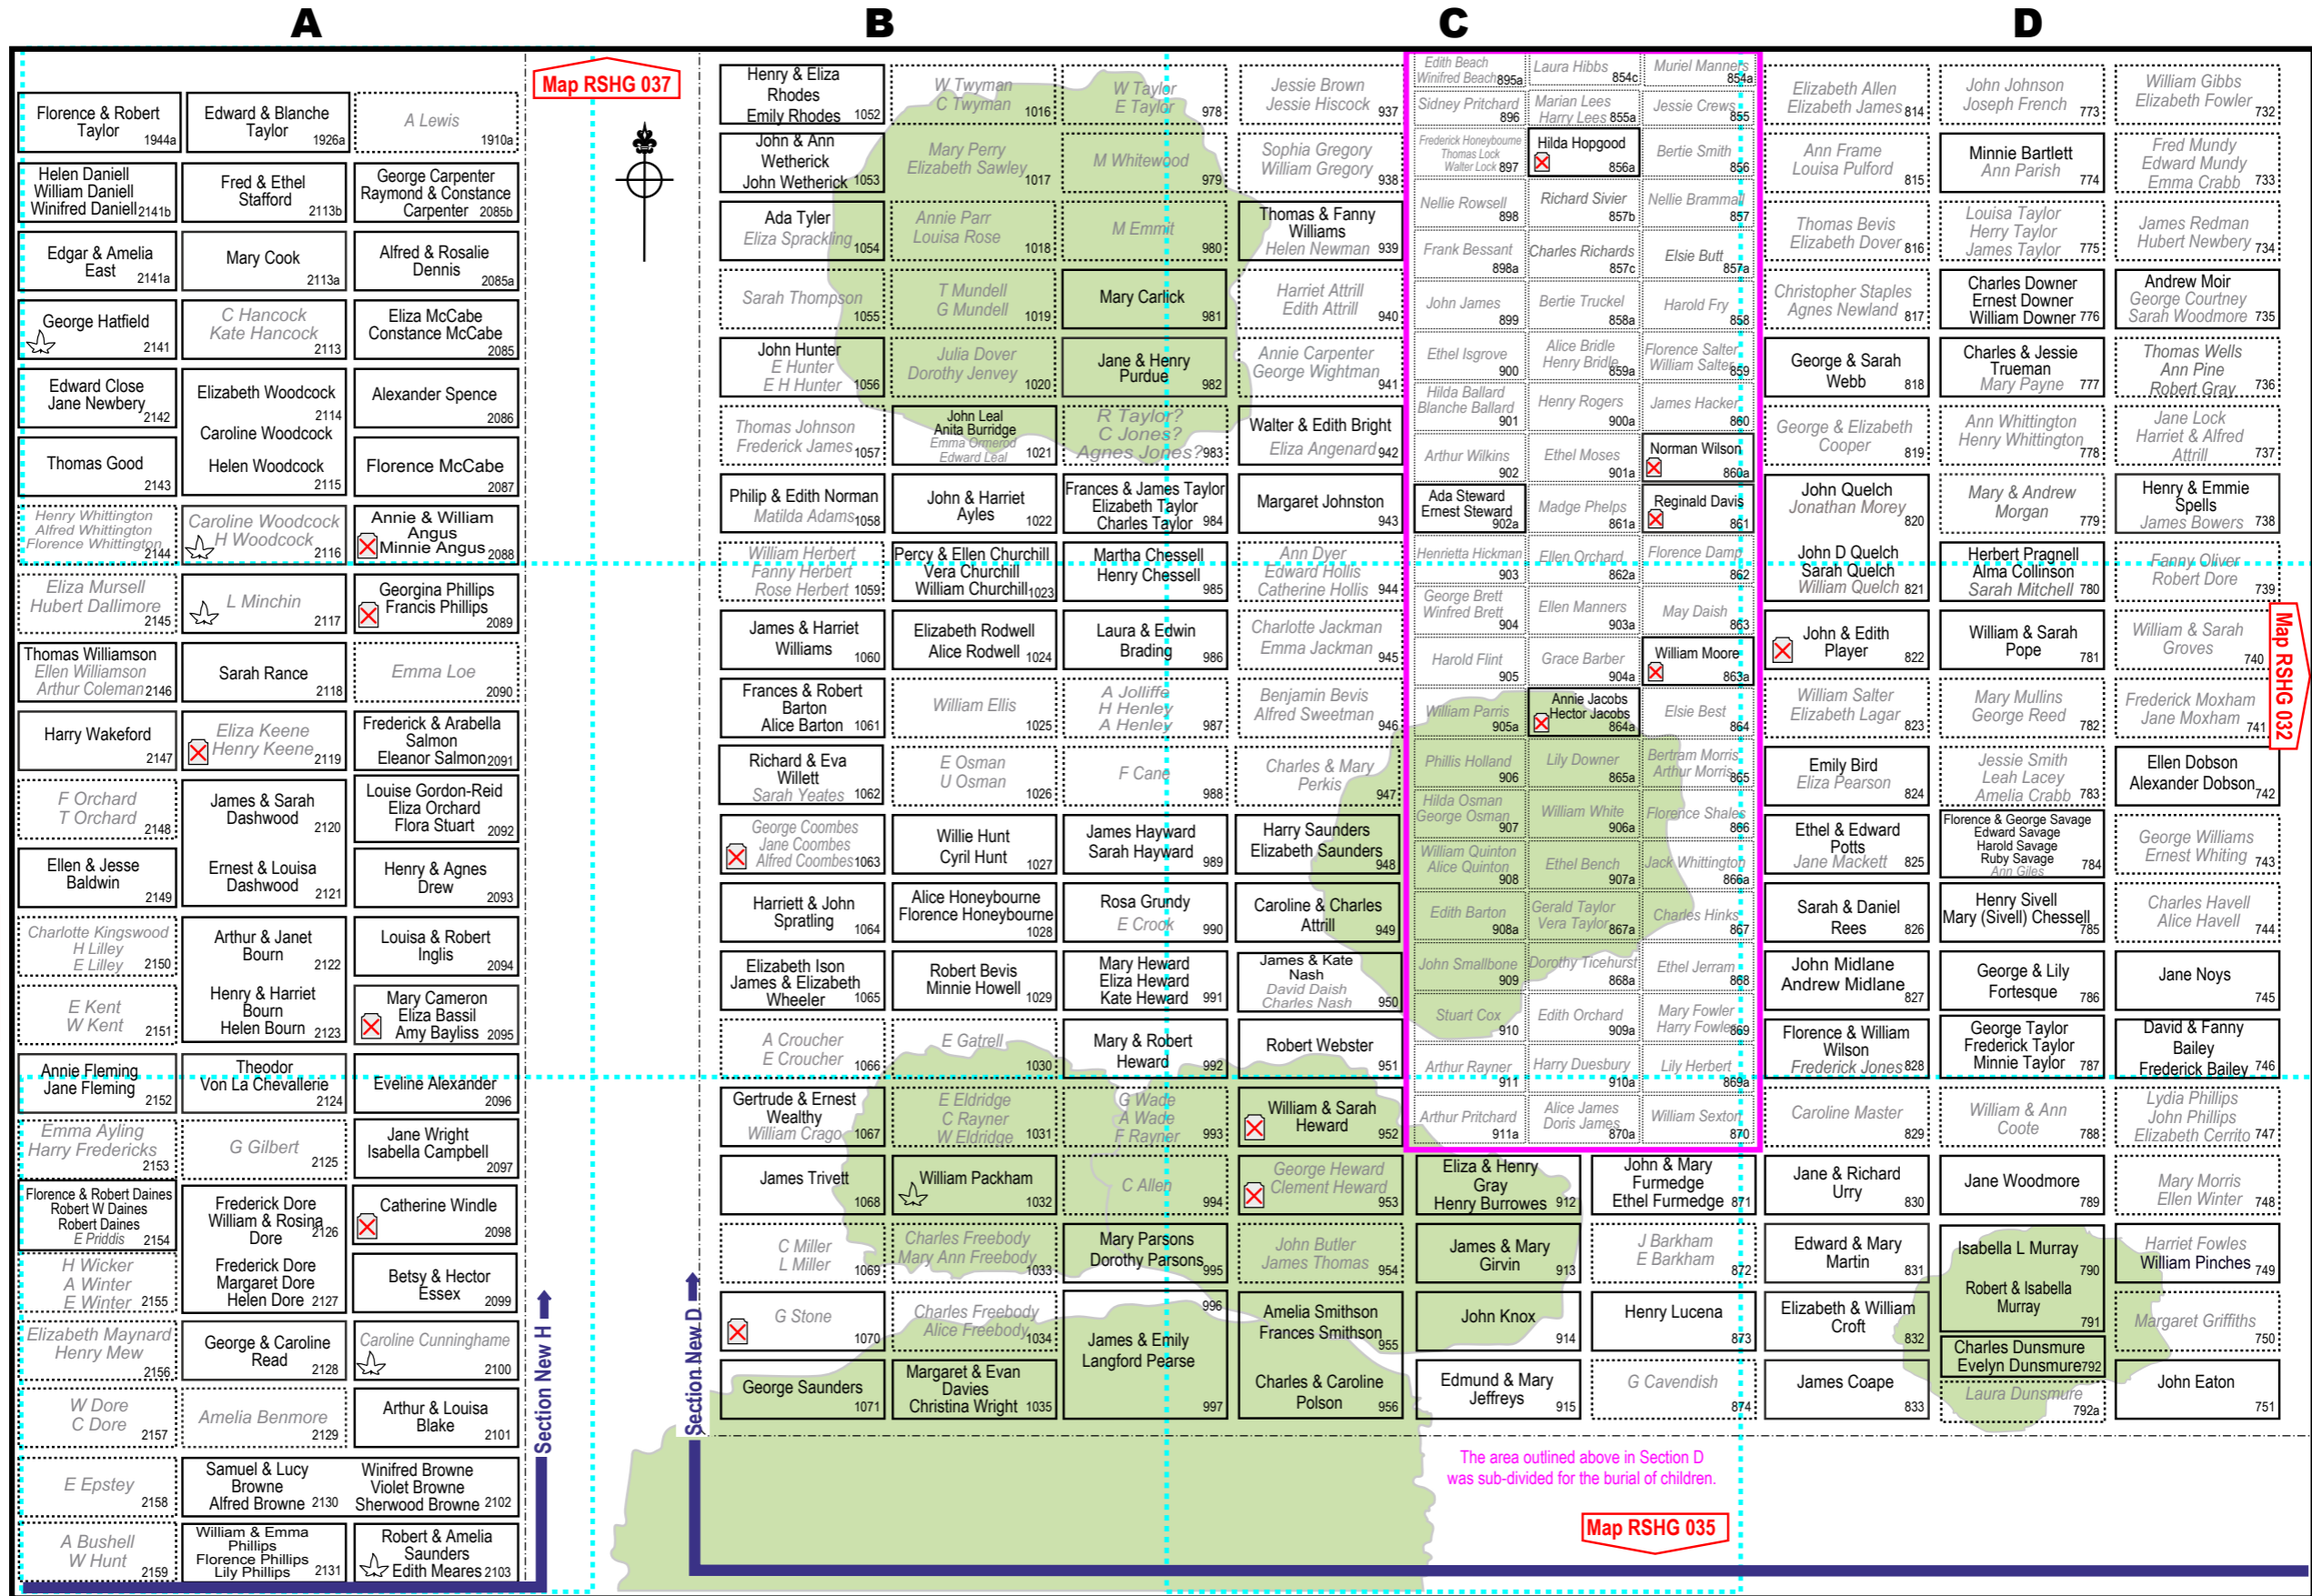 A
B
C
D
Map RSHG 037
Map RSHG 032
Map RSHG 035
Section New H
Section New D
Florence & Robert
Taylor
1944a
Edward & Blanche
Taylor
1926a
A Lewis
1910a
Helen Daniell
William Daniell
Winifred Daniell 2141b
Fred & Ethel
Stafford
2113b
George Carpenter
Raymond & Constance
Carpenter 2085b
Edgar & Amelia
East
2141a
Mary Cook
2113a
Alfred & Rosalie
Dennis
2085a
George Hatfield
2141
C Hancock
Kate Hancock
2113
Eliza McCabe
Constance McCabe
2085
Edward Close
Jane Newbery
2142
Elizabeth Woodcock
2114
Alexander Spence
2086
Thomas Good
2143
Caroline Woodcock
Helen Woodcock
2115
Florence McCabe
2087
Henry Whittington
Alfred Whittington
Florence Whittington
2144
Caroline Woodcock
H Woodcock
2116
Annie & William
Angus
Minnie Angus 2088
Eliza Mursell
Hubert Dallimore
2145
L Minchin
2117
Georgina Phillips
Francis Phillips
2089
Thomas Williamson
Ellen Williamson
Arthur Coleman 2146
Sarah Rance
2118
Emma Loe
2090
Harry Wakeford
2147
Eliza Keene
Henry Keene 2119
Frederick & Arabella
Salmon
Eleanor Salmon 2091
F Orchard
T Orchard
2148
James & Sarah
Dashwood
2120
Louise Gordon-Reid
Eliza Orchard
Flora Stuart 2092
Ellen & Jesse
Baldwin
2149
Ernest & Louisa
Dashwood
2121
Henry & Agnes
Drew
2093
Charlotte Kingswood
H Lilley
E Lilley 2150
Arthur & Janet
Bourn
2122
Louisa & Robert
Inglis
2094
E Kent
W Kent
2151
Henry & Harriet
Bourn
Helen Bourn 2123
Mary Cameron
Eliza Bassil
Amy Bayliss 2095
Annie Fleming
Jane Fleming
2152
Theodor
Von La Chevallerie
2124
Eveline Alexander
2096
Emma Ayling
Harry Fredericks
2153
G Gilbert
2125
Jane Wright
Isabella Campbell
2097
Florence & Robert Daines
Robert W Daines
Robert Daines
E Priddis 2154
Frederick Dore
William & Rosina
Dore
2126
Catherine Windle
2098
H Wicker
A Winter
E Winter 2155
Frederick Dore
Margaret Dore
Helen Dore 2127
Betsy & Hector
Essex
2099
Elizabeth Maynard
Henry Mew
2156
George & Caroline
Read
2128
Caroline Cunninghame
2100
W Dore
C Dore
2157
Amelia Benmore
2129
Arthur & Louisa
Blake
2101
E Epstey
2158
Samuel & Lucy
Browne
Alfred Browne 2130
Winifred Browne
Violet Browne
Sherwood Browne 2102
A Bushell
W Hunt
2159
William & Emma
Phillips
Florence Phillips
Lily Phillips 2131
Robert & Amelia
Saunders
Edith Meares 2103
Henry & Eliza
Rhodes
Emily Rhodes 1052
W Twyman
C Twyman
1016
W Taylor
E Taylor
978
Jessie Brown
Jessie Hiscock
937
John & Ann
Wetherick
John Wetherick 1053
Mary Perry
Elizabeth Sawley
1017
M Whitewood
979
Sophia Gregory
William Gregory
938
Ada Tyler
Eliza Sprackling
1054
Annie Parr
Louisa Rose
1018
M Emmit
980
Thomas & Fanny
Williams
Helen Newman 939
Sarah Thompson
1055
T Mundell
G Mundell
1019
Mary Carlick
981
Harriet Attrill
Edith Attrill
940
John Hunter
E Hunter
E H Hunter 1056
Julia Dover
Dorothy Jenvey
1020
Jane & Henry
Purdue
982
Annie Carpenter
George Wightman
941
Thomas Johnson
Frederick James 1057
John Leal
Anita Burridge
Emma Ormerod
Edward Leal
1021
R Taylor?
C Jones?
Agnes Jones? 983
Walter & Edith Bright
Eliza Angenard 942
Philip & Edith Norman
Matilda Adams 1058
John & Harriet
Ayles
1022
Frances & James Taylor
Elizabeth Taylor
Charles Taylor 984
Margaret Johnston
943
William Herbert
Fanny Herbert
Rose Herbert 1059
Percy & Ellen Churchill
Vera Churchill
William Churchill 1023
Martha Chessell
Henry Chessell
985
Ann Dyer
Edward Hollis
Catherine Hollis 944
James & Harriet
Williams
1060
Elizabeth Rodwell
Alice Rodwell
1024
Laura & Edwin
Brading
986
Charlotte Jackman
Emma Jackman
945
Frances & Robert
Barton
Alice Barton 1061
William Ellis
1025
A Jolliffe
H Henley
A Henley 987
Benjamin Bevis
Alfred Sweetman
946
Richard & Eva
Willett
Sarah Yeates 1062
E Osman
U Osman
1026
F Cane
988
Charles & Mary
Perkis
947
George Coombes
Jane Coombes
Alfred Coombes 1063
Willie Hunt
Cyril Hunt
1027
James Hayward
Sarah Hayward
989
Harry Saunders
Elizabeth Saunders
948
Harriett & John
Spratling
1064
Alice Honeybourne
Florence Honeybourne
1028
Rosa Grundy
E Crook
990
Caroline & Charles
Attrill
949
Elizabeth Ison
James & Elizabeth
Wheeler 1065
Robert Bevis
Minnie Howell
1029
Mary Heward
Eliza Heward
Kate Heward 991
James & Kate
Nash
David Daish
Charles Nash 950
A Croucher
E Croucher
1066
E Gatrell
1030
Mary & Robert
Heward
992
Robert Webster
951
Gertrude & Ernest
Wealthy
William Crago 1067
E Eldridge
C Rayner
W Eldridge 1031
G Wade
A Wade
F Rayner 993
William & Sarah
Heward
952
James Trivett
1068
William Packham
1032
C Allen
994
George Heward
Clement Heward
953
C Miller
L Miller
1069
Charles Freebody
Mary Ann Freebody
1033
Mary Parsons
Dorothy Parsons
995
John Butler
James Thomas
954
G Stone
1070
Charles Freebody
Alice Freebody
1034
996
James & Emily
Langford Pearse
997
Amelia Smithson
Frances Smithson
955
George Saunders
1071
Margaret & Evan
Davies
Christina Wright 1035
Charles & Caroline
Polson
956
Edith Beach
Winifred Beach 895a
Laura Hibbs
854c
Muriel Manners
854a
Sidney Pritchard
896
Marian Lees
Harry Lees 855a
Jessie Crews
855
Frederick Honeybourne
Thomas Lock
Walter Lock 897
Hilda Hopgood
856a
Bertie Smith
856
Nellie Rowsell
898
Richard Sivier
857b
Nellie Brammall
857
Frank Bessant
898a
Charles Richards
857c
Elsie Butt
857a
John James
899
Bertie Truckel
858a
Harold Fry
858
Ethel Isgrove
900
Alice Bridle
Henry Bridle
859a
Florence Salter
William Salter
859
Hilda Ballard
Blanche Ballard
901
Henry Rogers
900a
James Hacker
860
Arthur Wilkins
902
Ethel Moses
901a
Norman Wilson
860a
Ada Steward
Ernest Steward
902a
Madge Phelps
861a
Reginald Davis
861
Henrietta Hickman
903
Ellen Orchard
862a
Florence Damp
862
George Brett
Winfred Brett
904
Ellen Manners
903a
May Daish
863
Harold Flint
905
Grace Barber
904a
William Moore
863a
William Parris
905a
Annie Jacobs
Hector Jacobs
864a
Elsie Best
864
Phillis Holland
906
Lily Downer
865a
Bertram Morris
Arthur Morris
865
Hilda Osman
George Osman
907
William White
906a
Florence Shales
866
William Quinton
Alice Quinton
908
Ethel Bench
907a
Jack Whittington
866a
Edith Barton
908a
Gerald Taylor
Vera Taylor
867a
Charles Hinks
867
John Smallbone
909
Dorothy Ticehurst
868a
Ethel Jerram
868
Stuart Cox
910
Edith Orchard
909a
Mary Fowler
Harry Fowler
869
Arthur Rayner
911
Harry Duesbury
910a
Lily Herbert
869a
Arthur Pritchard
911a
Alice James
Doris James
870a
William Sexton
870
Eliza & Henry
Gray
Henry Burrowes 912
John & Mary
Furmedge
Ethel Furmedge 871
James & Mary
Girvin
913
J Barkham
E Barkham
872
John Knox
914
Henry Lucena
873
Edmund & Mary
Jeffreys
915
G Cavendish
874
The area outlined above in Section D
was sub-divided for the burial of children.
Elizabeth Allen
Elizabeth James 814
John Johnson
Joseph French
773
William Gibbs
Elizabeth Fowler
732
Ann Frame
Louisa Pulford
815
Minnie Bartlett
Ann Parish
774
Fred Mundy
Edward Mundy
Emma Crabb 733
Thomas Bevis
Elizabeth Dover 816
Louisa Taylor
Herry Taylor
James Taylor 775
James Redman
Hubert Newbery 734
Christopher Staples
Agnes Newland
817
Charles Downer
Ernest Downer
William Downer 776
Andrew Moir
George Courtney
Sarah Woodmore 735
George & Sarah
Webb
818
Charles & Jessie
Trueman
Mary Payne 777
Thomas Wells
Ann Pine
Robert Gray 736
George & Elizabeth
Cooper
819
Ann Whittington
Henry Whittington
778
Jane Lock
Harriet & Alfred
Attrill
737
John Quelch
Jonathan Morey
820
Mary & Andrew
Morgan
779
Henry & Emmie
Spells
James Bowers 738
John D Quelch
Sarah Quelch
William Quelch 821
Herbert Pragnell
Alma Collinson
Sarah Mitchell 780
Fanny Oliver
Robert Dore
739
John & Edith
Player
822
William & Sarah
Pope
781
William & Sarah
Groves
740
William Salter
Elizabeth Lagar
823
Mary Mullins
George Reed
782
Frederick Moxham
Jane Moxham
741
Emily Bird
Eliza Pearson
824
Jessie Smith
Leah Lacey
Amelia Crabb 783
Ellen Dobson
Alexander Dobson
742
Ethel & Edward
Potts
Jane Mackett 825
Florence & George Savage
Edward Savage
Harold Savage
Ruby Savage
Ann Giles
784
George Williams
Ernest Whiting
743
Sarah & Daniel
Rees
826
Henry Sivell
Mary (Sivell) Chessell
785
Charles Havell
Alice Havell
744
John Midlane
Andrew Midlane
827
George & Lily
Fortesque
786
Jane Noys
745
Florence & William
Wilson
Frederick Jones 828
George Taylor
Frederick Taylor
Minnie Taylor 787
David & Fanny
Bailey
Frederick Bailey 746
Caroline Master
829
William & Ann
Coote
788
Lydia Phillips
John Phillips
Elizabeth Cerrito 747
Jane & Richard
Urry
830
Jane Woodmore
789
Mary Morris
Ellen Winter
748
Edward & Mary
Martin
831
Isabella L Murray
790
Harriet Fowles
William Pinches
749
Elizabeth & William
Croft
832
Robert & Isabella
Murray
791
Margaret Griffiths
750
Charles Dunsmure
Evelyn Dunsmure 792
James Coape
833
Laura Dunsmure
792a
John Eaton
751